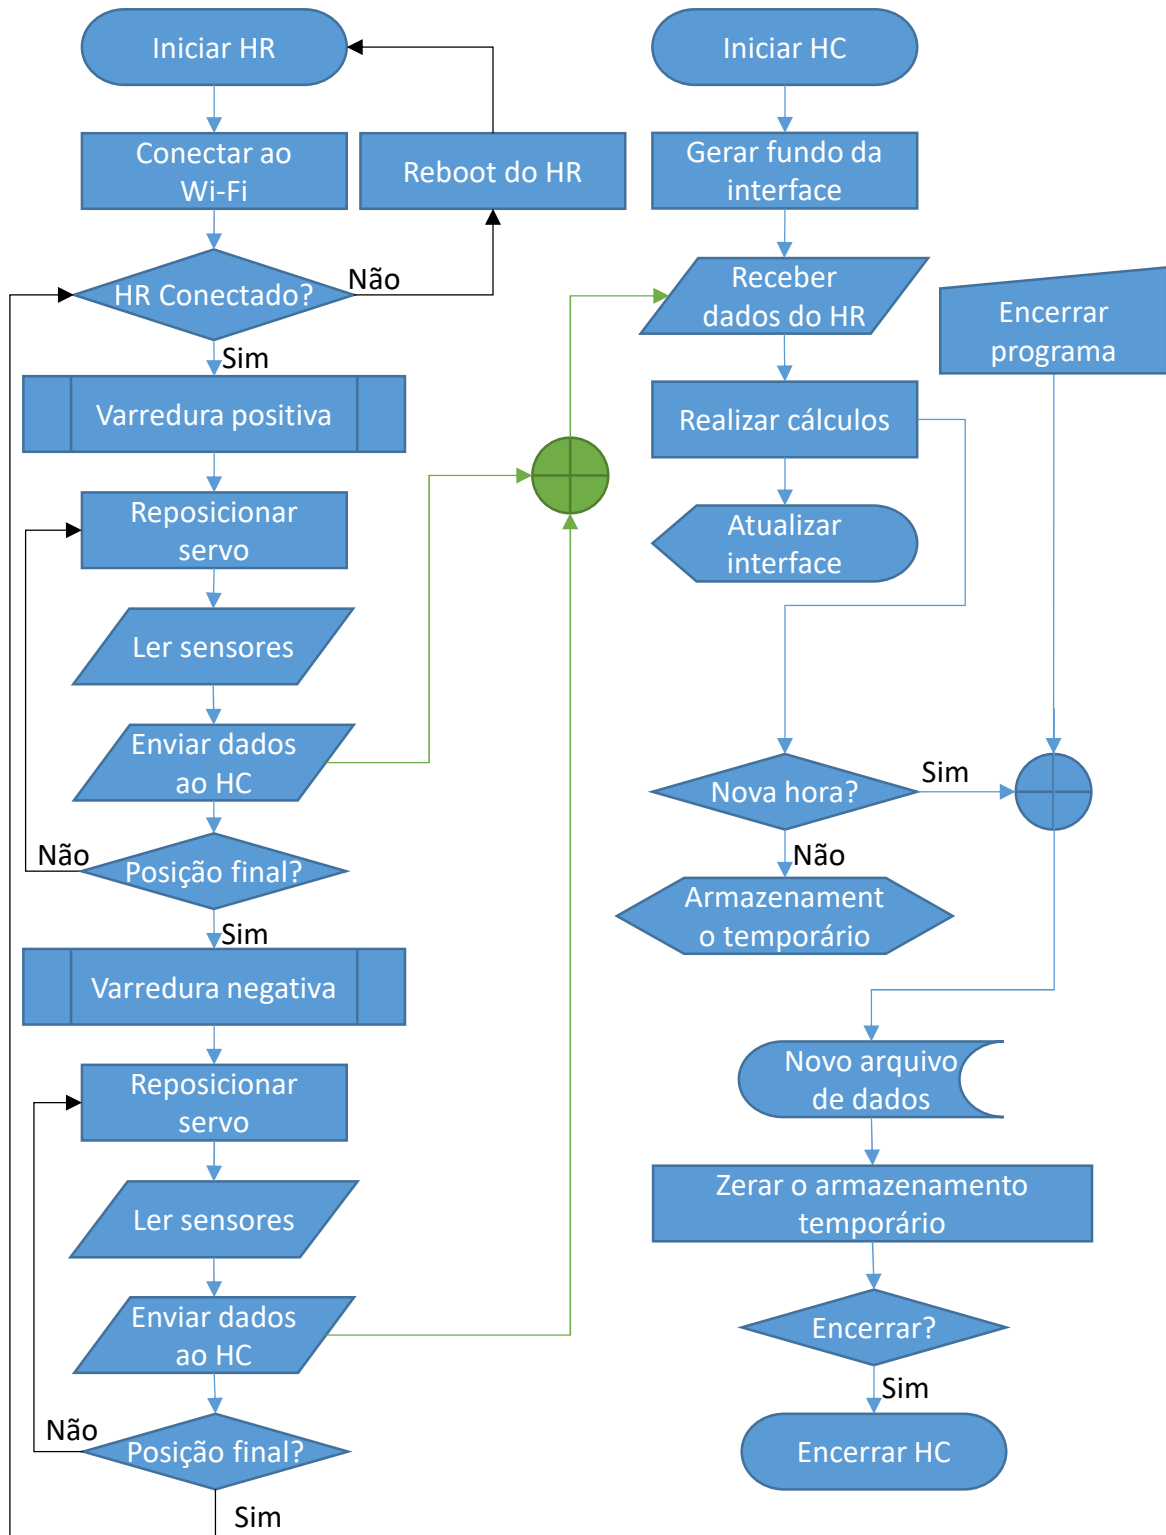 Iniciar HR
Conectar ao
Wi-Fi
Reboot do HR
HR Conectado?
Não
Sim
Varredura positiva
Reposicionar
servo
Ler sensores
Enviar dados
ao HC
Posição final?
Não
Sim
Varredura negativa
Reposicionar
servo
Ler sensores
Enviar dados
ao HC
Posição final?
Não
Sim
Iniciar HC
Gerar fundo da
interface
Receber
dados do HR
Encerrar
programa
Realizar cálculos
Atualizar
interface
Nova hora?
Sim
Não
Armazenament
o temporário
Novo arquivo
de dados
Zerar o armazenamento
temporário
Encerrar?
Sim
Encerrar HC